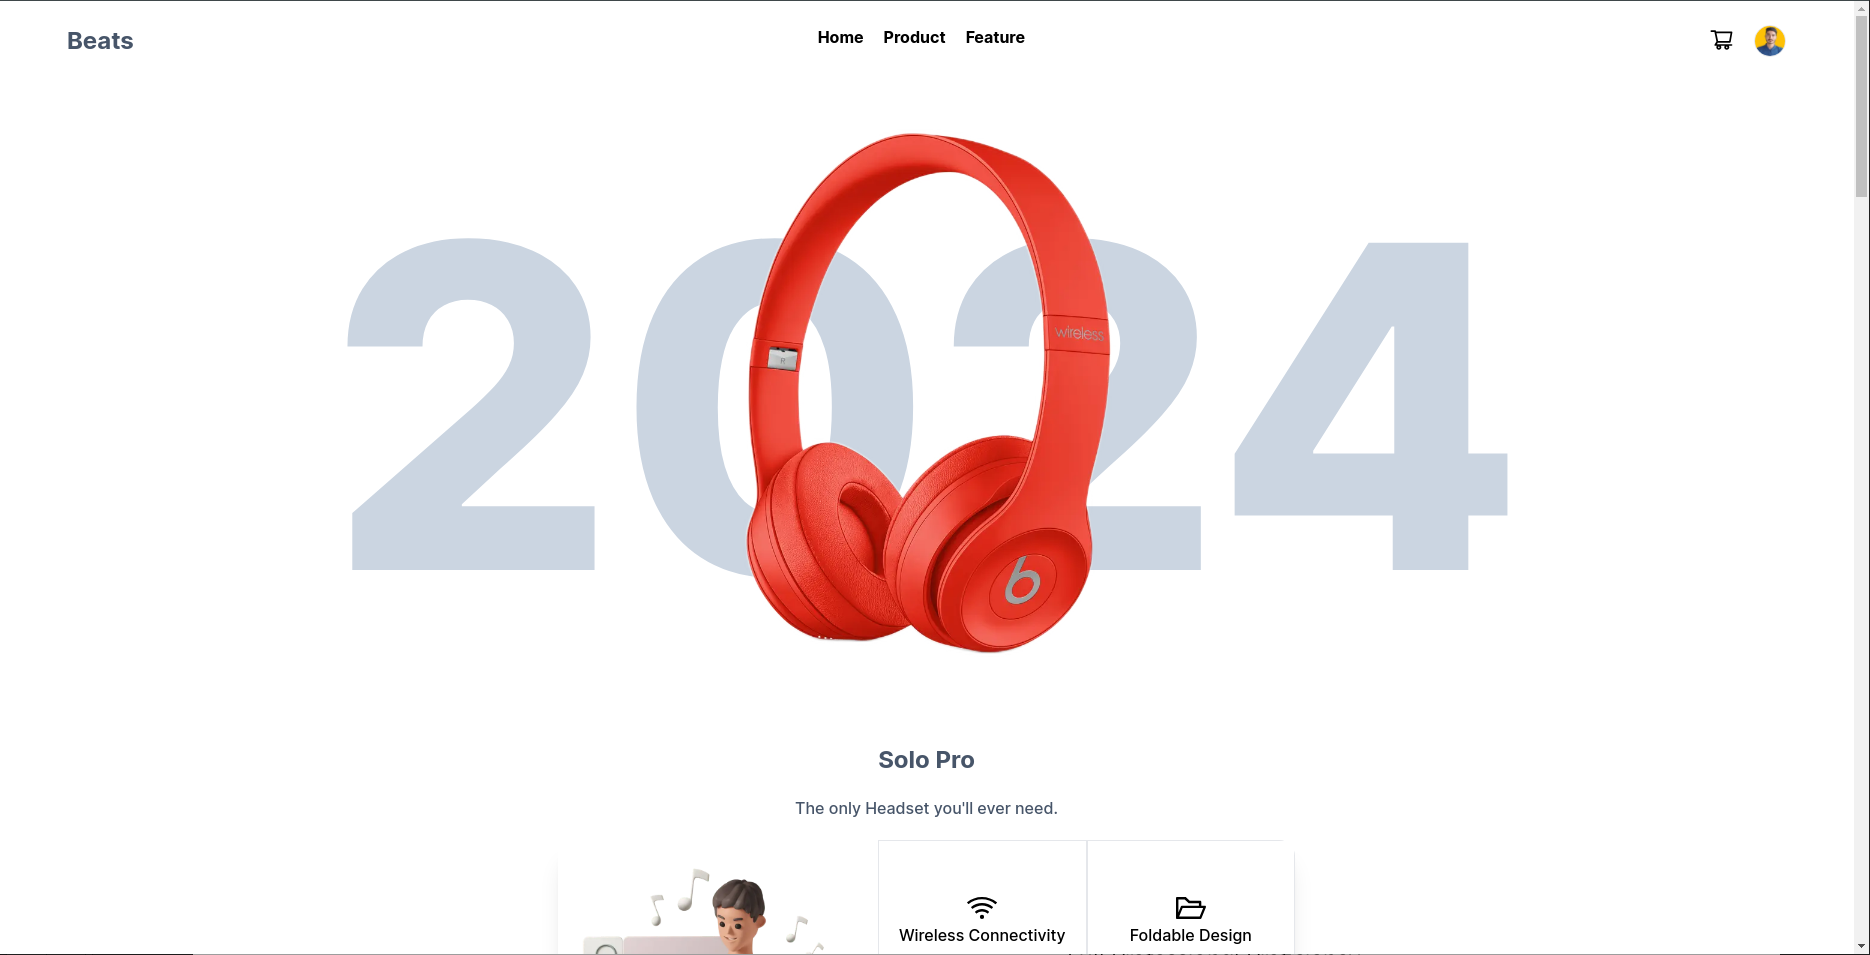 Beats
Home Product Feature
2024
wireless
R
b
Solo Pro
The only Headset you'll ever need.
Wireless Connectivity
Foldable Design